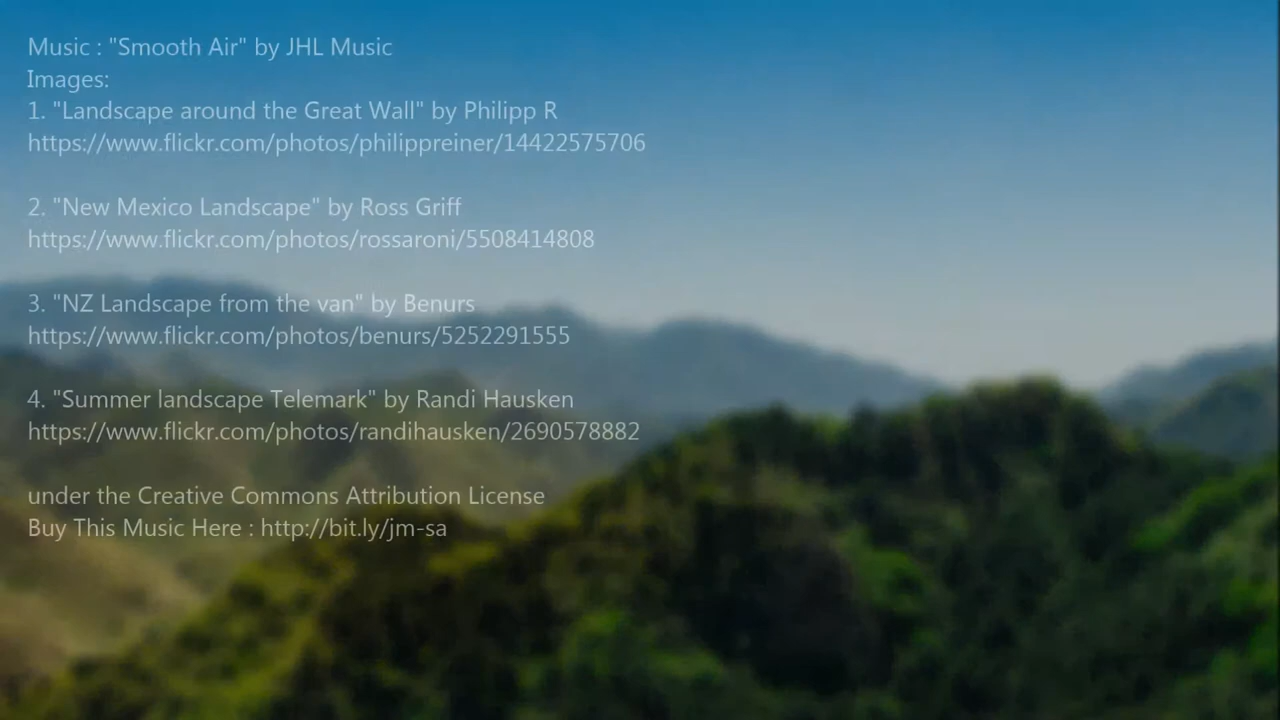 Music : "Smooth Air" by JHL Music
Images:
1. "Landscape around the Great Wall" by Philipp R
https://www.flickr.com/photos/philippreiner/14422575706
2. "New Mexico Landscape" by Ross Griff
https://www.flickr.com/photos/rossaroni/5508414808
3. "NZ Landscape from the van" by Benurs
https://www.flickr.com/photos/benurs/5252291555
4. "Summer landscape Telemark" by Randi Hausken
https://www.flickr.com/photos/randihausken/2690578882
under the Creative Commons Attribution License
Buy This Music Here : http://bit.ly/jm-sa